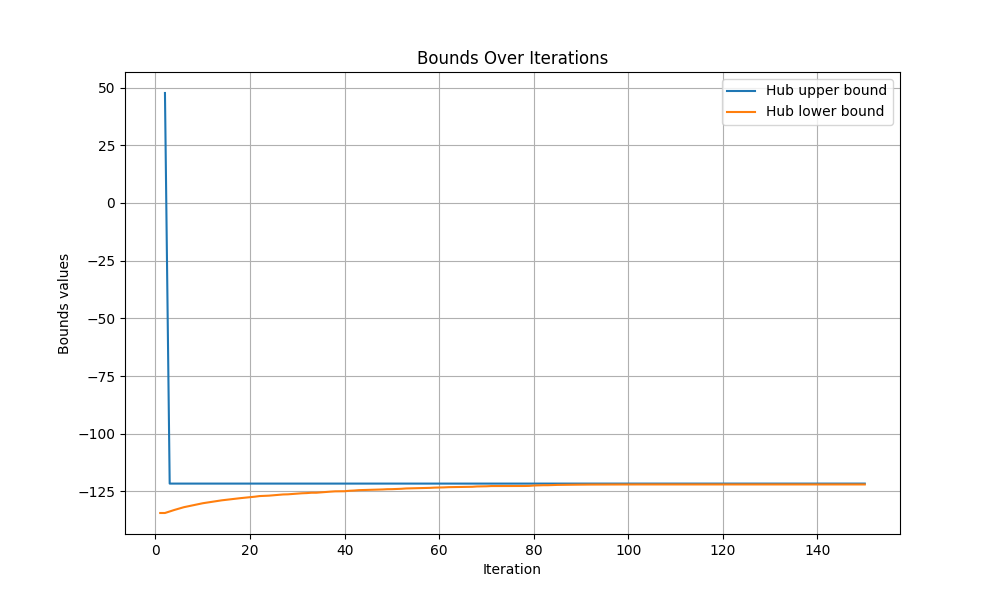 Bounds Over Iterations
Hub upper bound
Hub lower bound
Bounds values
50
25
0
−25
−50
−75
−100
−125
0 20 40 60 80 100 120 140
Iteration